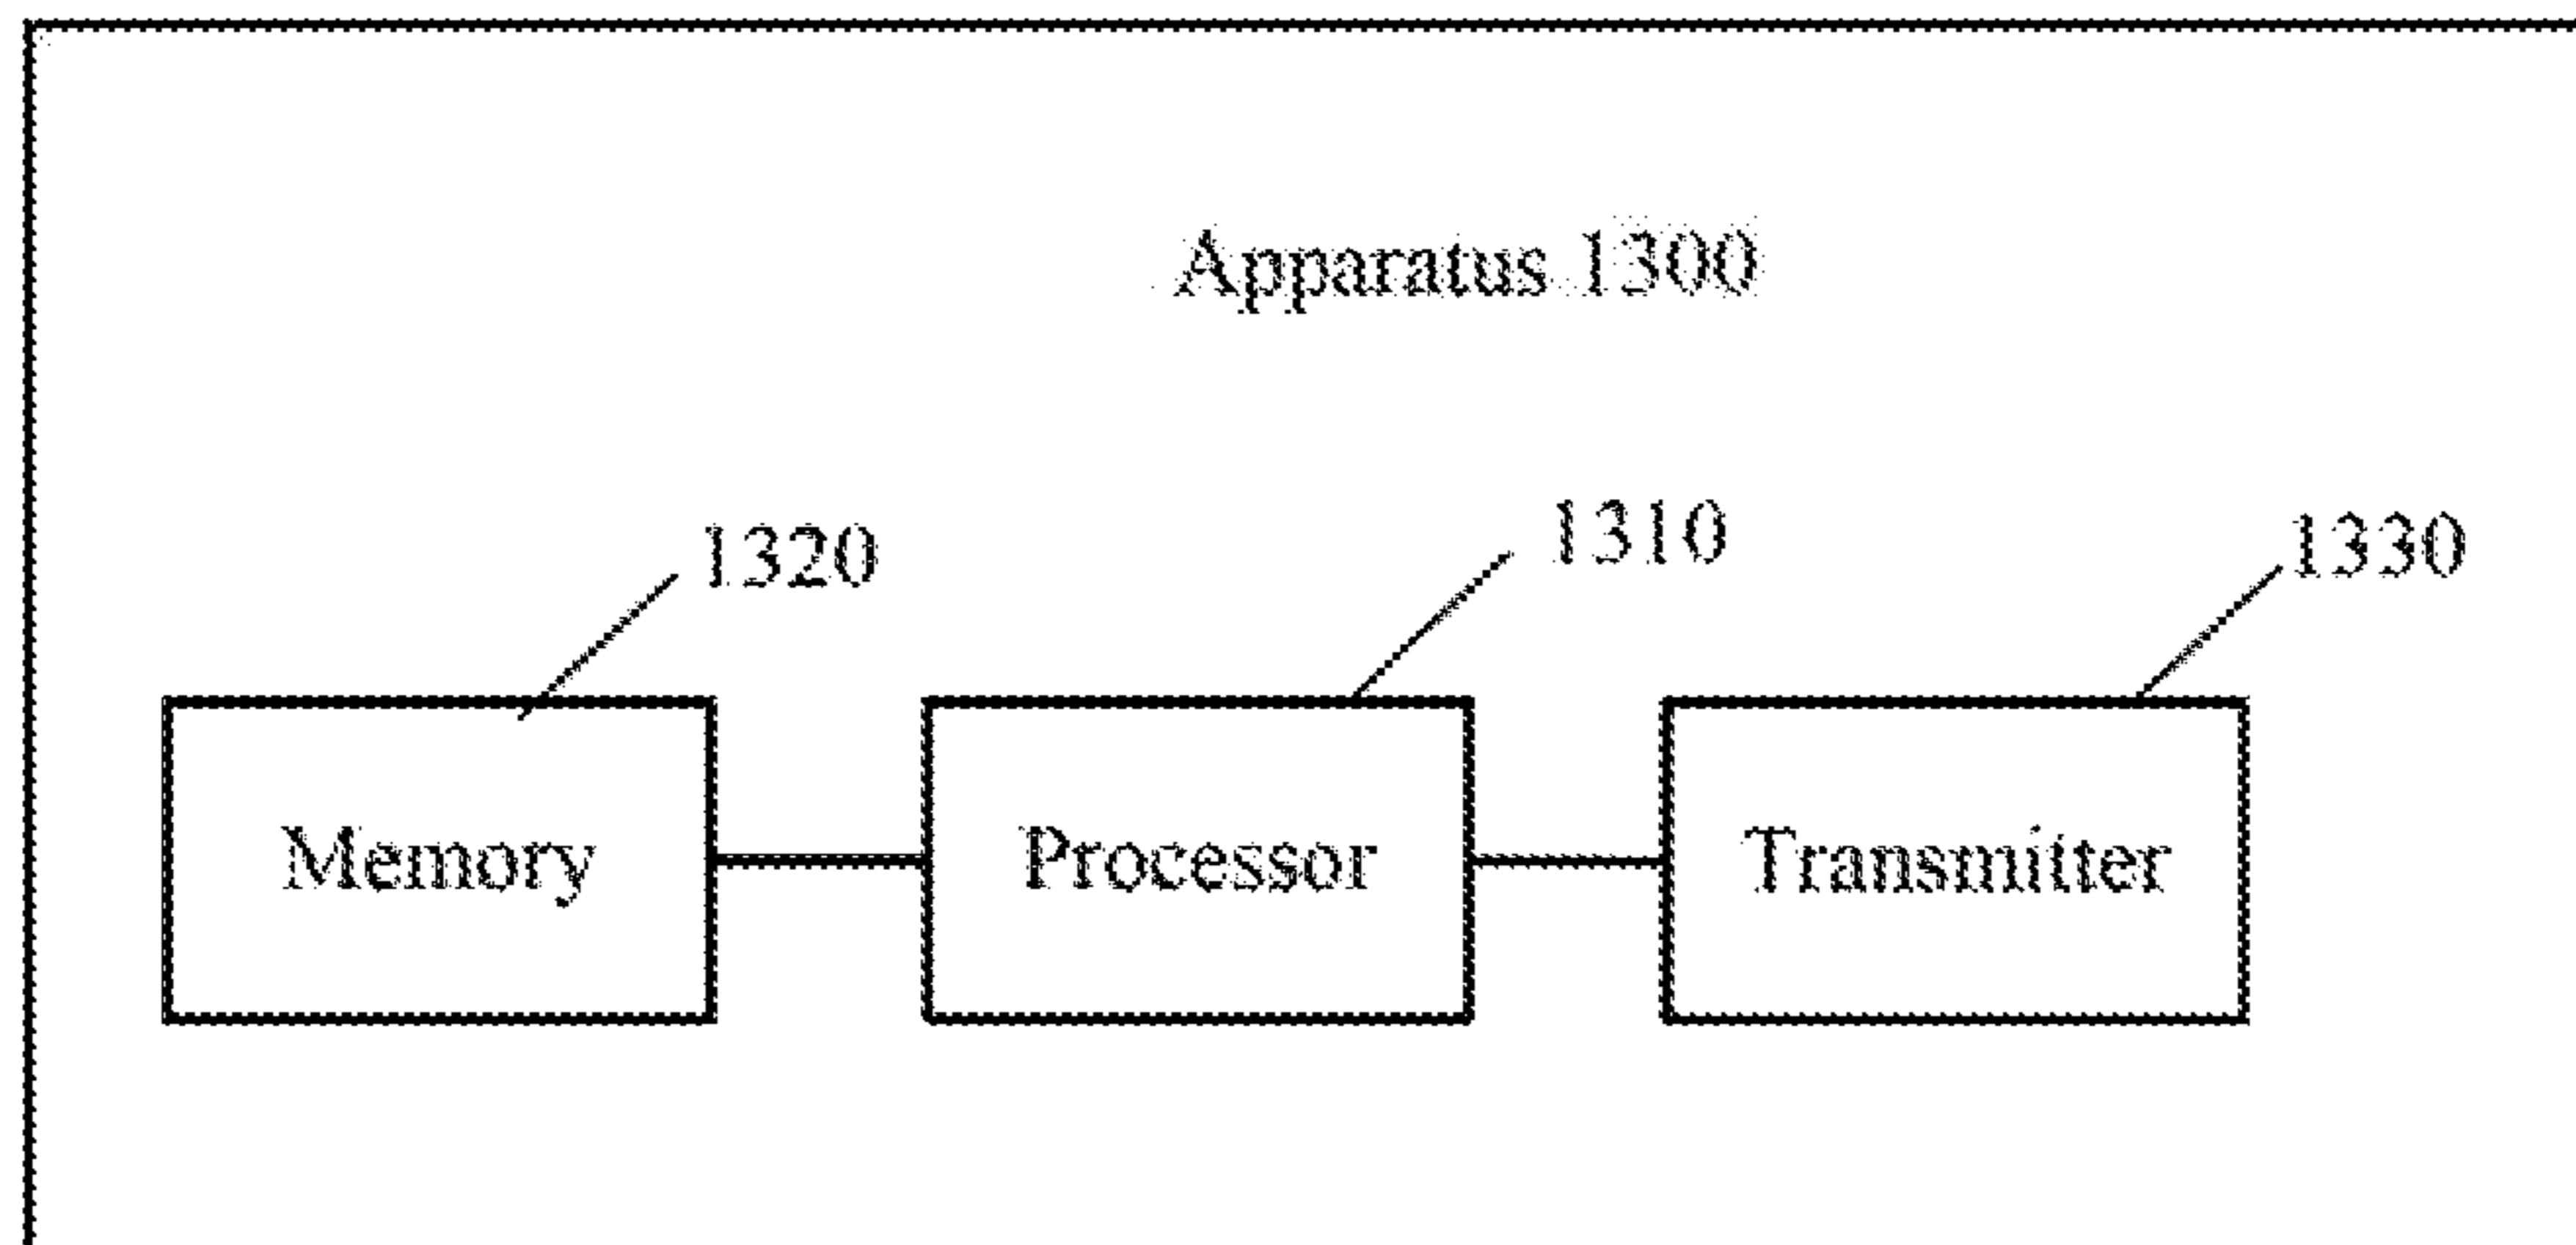 Apparatus 1300
1320
1310
1330
Memory
Processor
Transmitter